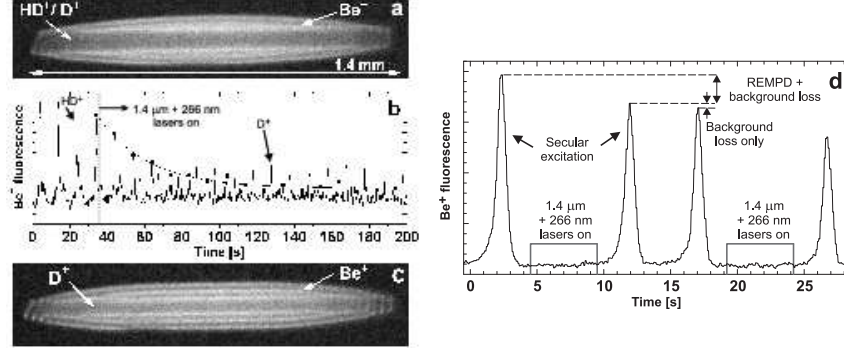 HD⁺/ D⁺
Be⁺
a
1.4 mm
b
Be⁺ fluorescence
HD⁺
1.4 µm + 266 nm
lasers on
D⁺
0 20 40 60 80 100 120 140 160 180 200
Time [s]
D⁺
Be⁺
C
d
Be⁺ fluorescence
REMPD +
background loss
Secular
excitation
Background
loss only
1.4 µm
+ 266 nm
lasers on
1.4 µm
+ 266 nm
lasers on
0 5 10 15 20 25
Time [s]